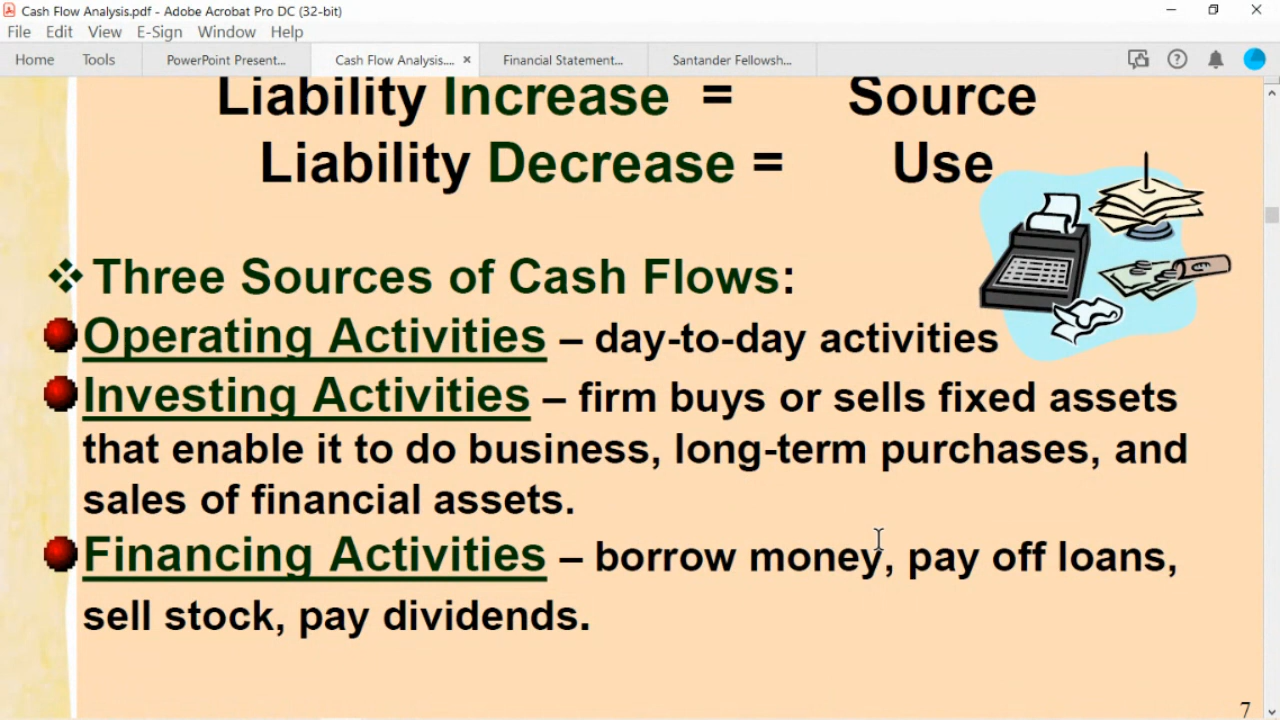 Cash Flow Analysis.pdf - Adobe Acrobat Pro DC (32-bit)
File Edit View E-Sign Window Help
Home Tools PowerPoint Present... Cash Flow Analysis.... × Financial Statement... Santander Fellowsh...
Liability Increase = Source
Liability Decrease = Use
Three Sources of Cash Flows:
Operating Activities – day-to-day activities
Investing Activities – firm buys or sells fixed assets
that enable it to do business, long-term purchases, and
sales of financial assets.
Financing Activities – borrow money, pay off loans,
sell stock, pay dividends.
7